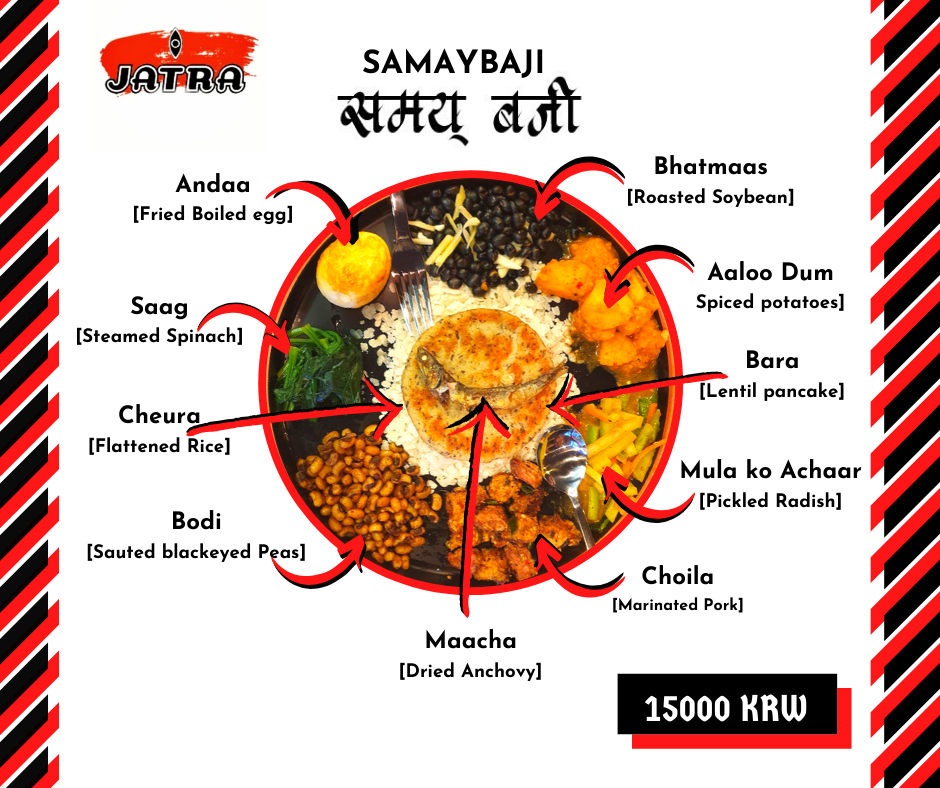 JATRA
SAMAYBAJI
समय् बजी
Andaa
[Fried Boiled egg]
Bhatmaas
[Roasted Soybean]
Aaloo Dum
Spiced potatoes]
Saag
[Steamed Spinach]
Bara
[Lentil pancake]
Cheura
[Flattened Rice]
Mula ko Achaar
[Pickled Radish]
Bodi
[Sauted blackeyed Peas]
Choila
[Marinated Pork]
Maacha
[Dried Anchovy]
15000 KRW